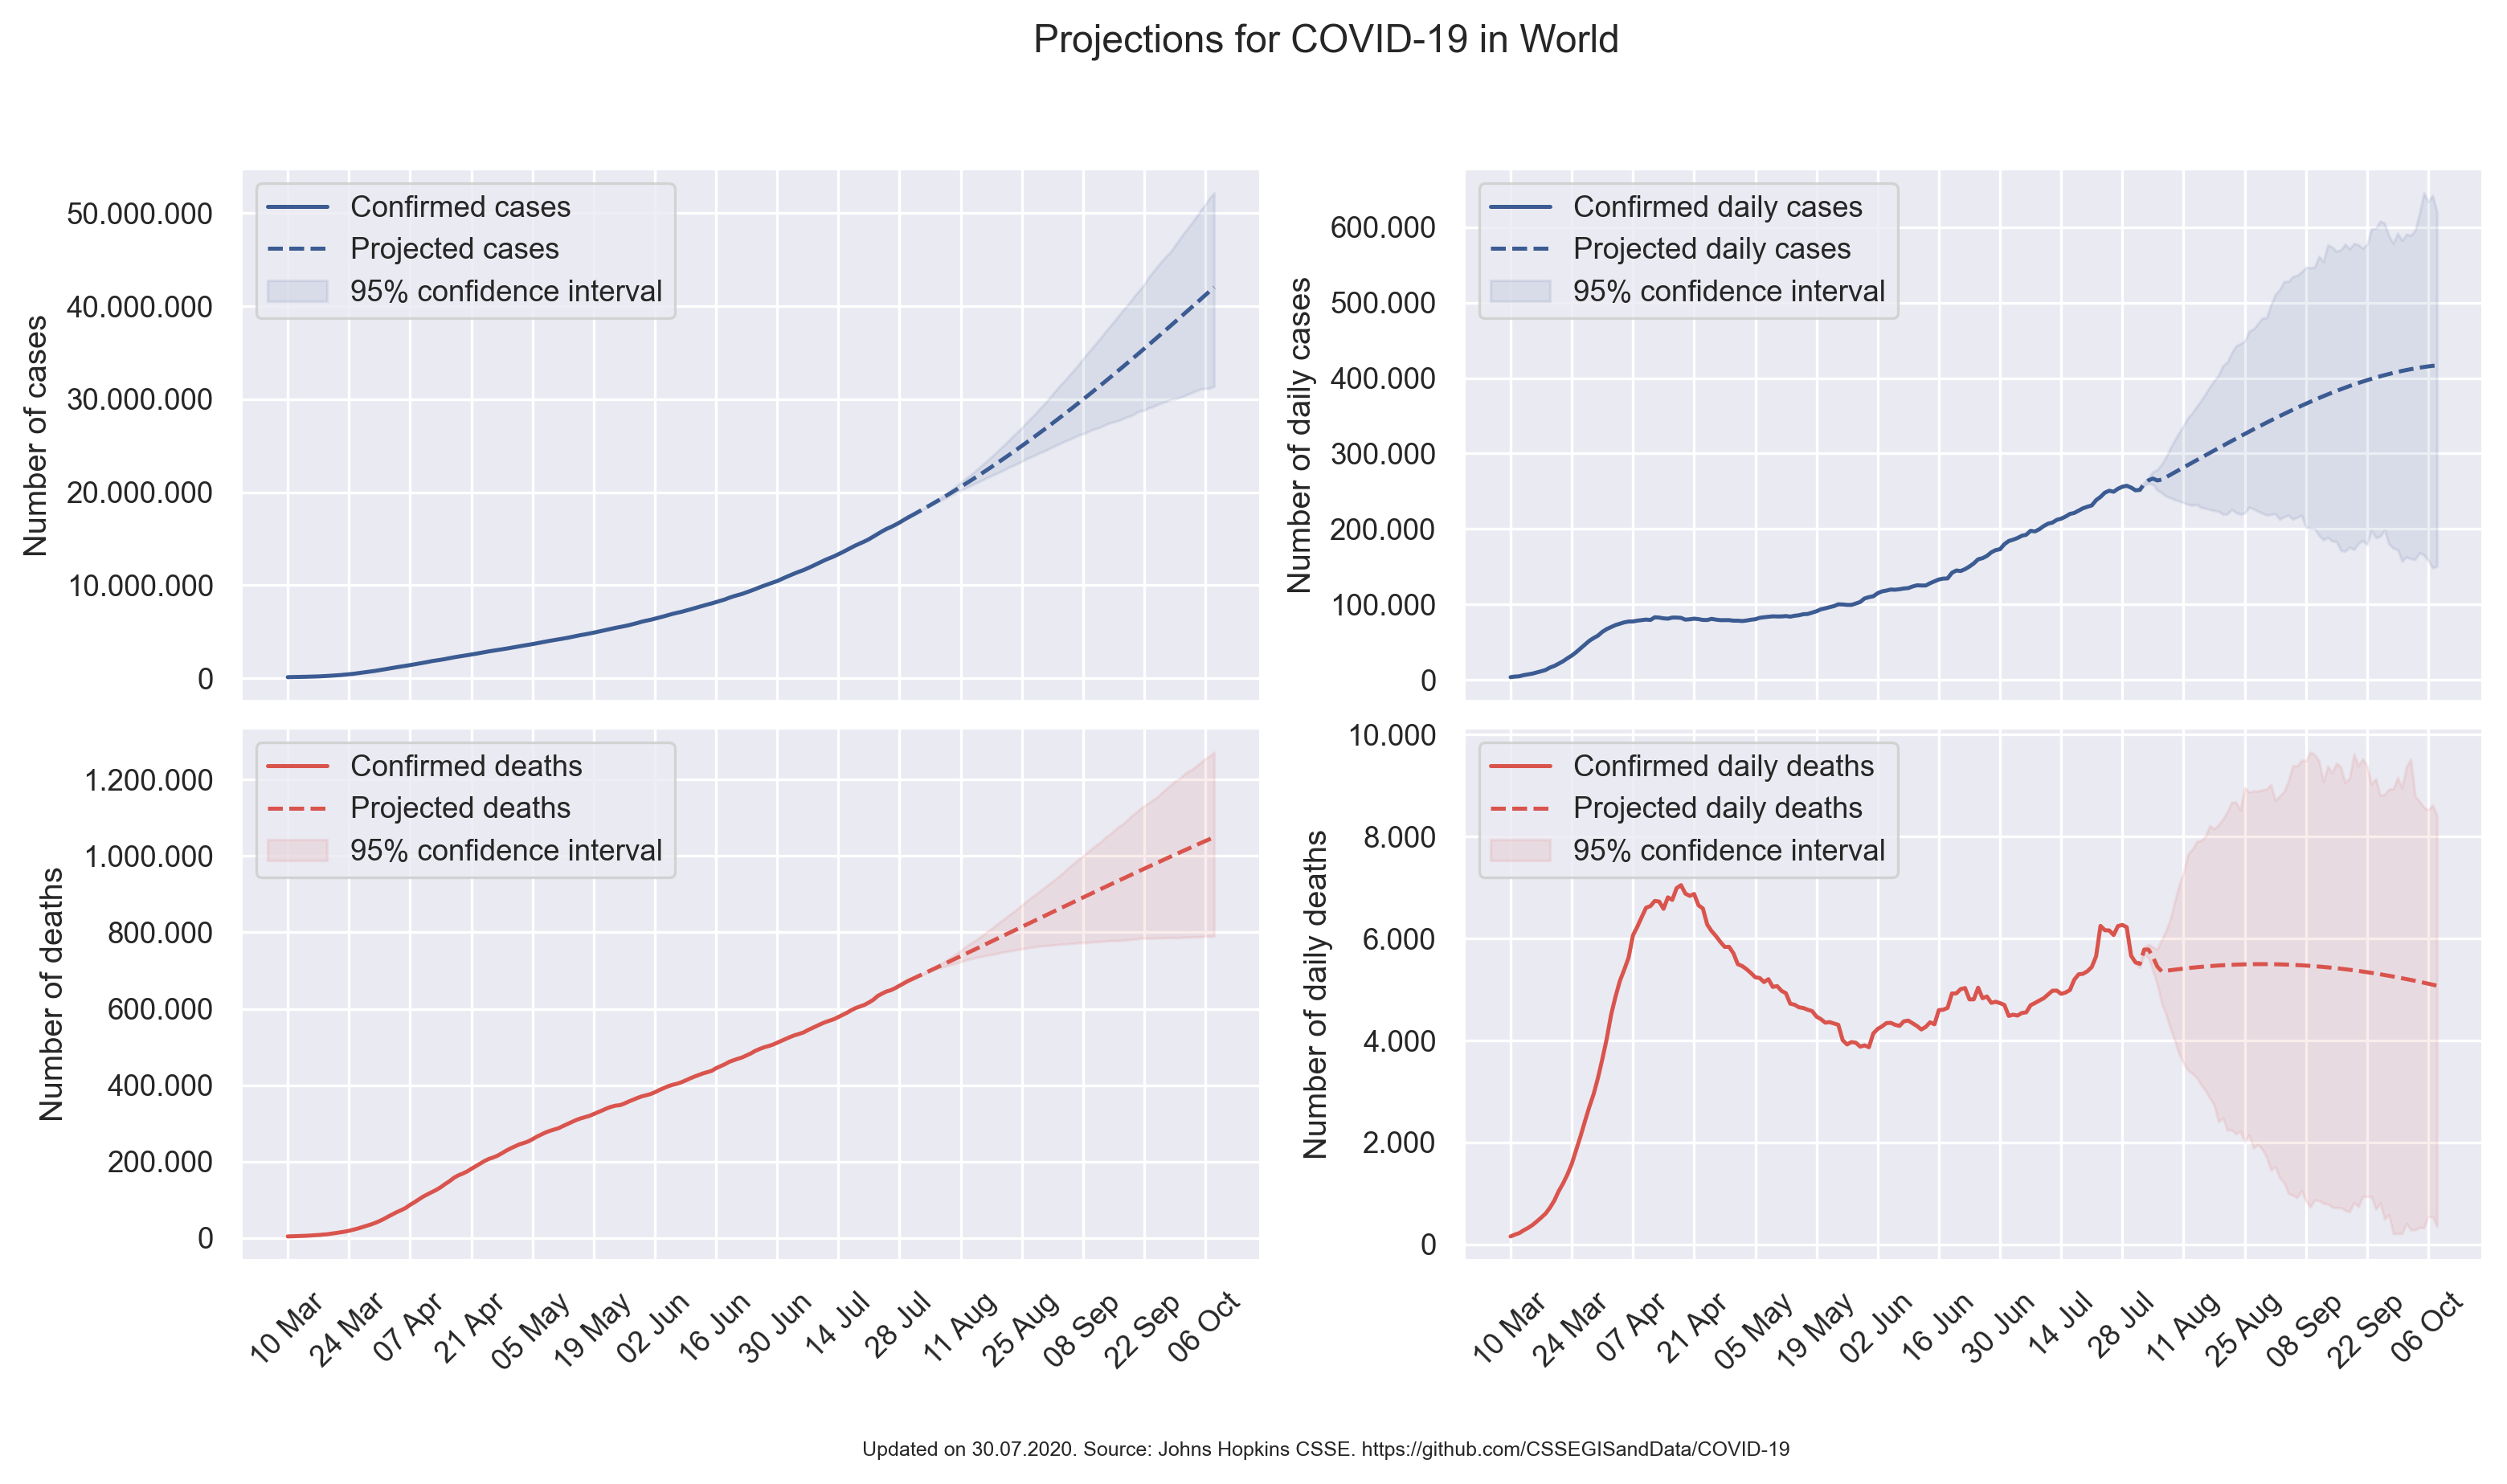 Projections for COVID-19 in World
Confirmed cases
Projected cases
95% confidence interval
50.000.000
40.000.000
30.000.000
20.000.000
10.000.000
0
Number of cases
Confirmed daily cases
Projected daily cases
95% confidence interval
600.000
500.000
400.000
300.000
200.000
100.000
0
Number of daily cases
Confirmed deaths
Projected deaths
95% confidence interval
1.200.000
1.000.000
800.000
600.000
400.000
200.000
0
Number of deaths
10 Mar
24 Mar
07 Apr
21 Apr
05 May
19 May
02 Jun
16 Jun
30 Jun
14 Jul
28 Jul
11 Aug
25 Aug
08 Sep
22 Sep
06 Oct
Confirmed daily deaths
Projected daily deaths
95% confidence interval
10.000
8.000
6.000
4.000
2.000
0
Number of daily deaths
10 Mar
24 Mar
07 Apr
21 Apr
05 May
19 May
02 Jun
16 Jun
30 Jun
14 Jul
28 Jul
11 Aug
25 Aug
08 Sep
22 Sep
06 Oct
Updated on 30.07.2020. Source: Johns Hopkins CSSE. https://github.com/CSSEGISandData/COVID-19